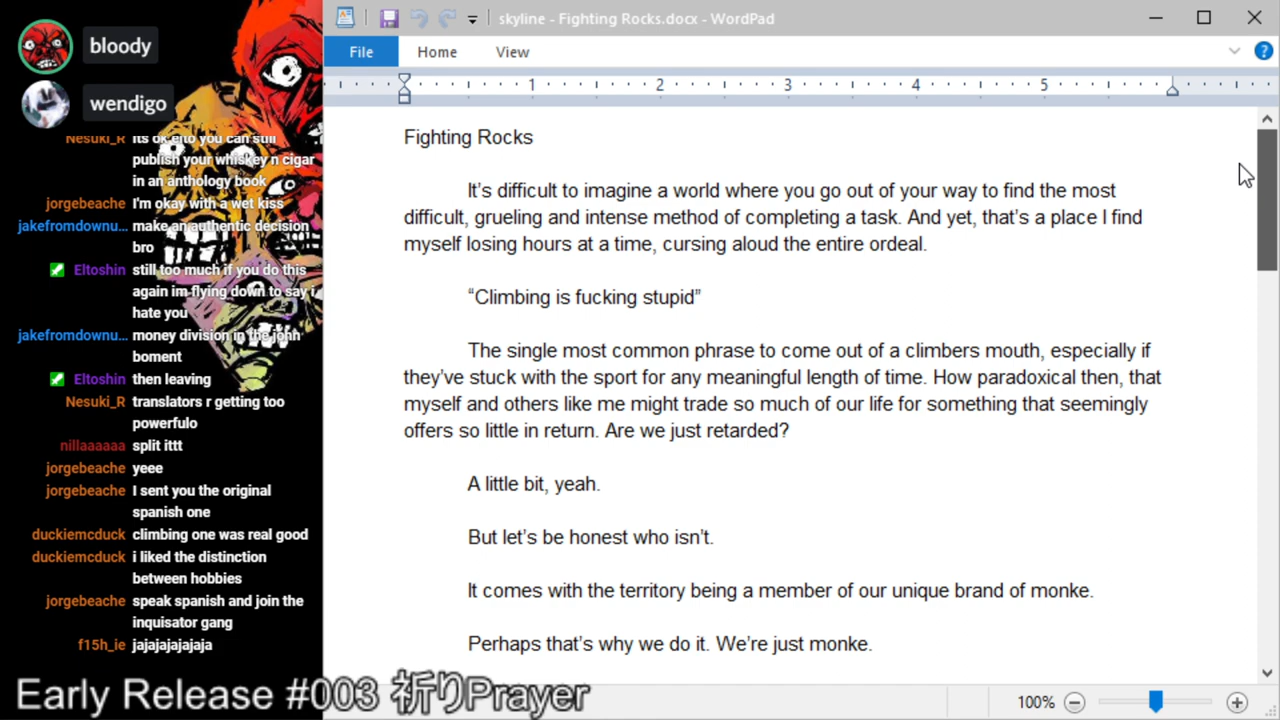 bloody
wendigo
Nesuki_R its ok elto you can still
publish your whiskey n cigar
in an anthology book
jorgebeache I'm okay with a wet kiss
jakefromdownu... make an authentic decision
bro
Eltoshin still too much if you do this
again im flying down to say i
hate you
jakefromdownu... money division in the john
boment
Eltoshin then leaving
Nesuki_R translators r getting too
powerfulo
nillaaaaaa split ittt
jorgebeache yeee
jorgebeache I sent you the original
spanish one
duckiemcduck climbing one was real good
duckiemcduck i liked the distinction
between hobbies
jorgebeache speak spanish and join the
inquisator gang
f15h_ie jajajajajajaja
Early Release #003 祈りPrayer
skyline - Fighting Rocks.docx - WordPad
File Home View
1 2 3 4 5
Fighting Rocks
It's difficult to imagine a world where you go out of your way to find the most
difficult, grueling and intense method of completing a task. And yet, that's a place I find
myself losing hours at a time, cursing aloud the entire ordeal.
“Climbing is fucking stupid”
The single most common phrase to come out of a climbers mouth, especially if
they've stuck with the sport for any meaningful length of time. How paradoxical then, that
myself and others like me might trade so much of our life for something that seemingly
offers so little in return. Are we just retarded?
A little bit, yeah.
But let's be honest who isn't.
It comes with the territory being a member of our unique brand of monke.
Perhaps that's why we do it. We're just monke.
100%